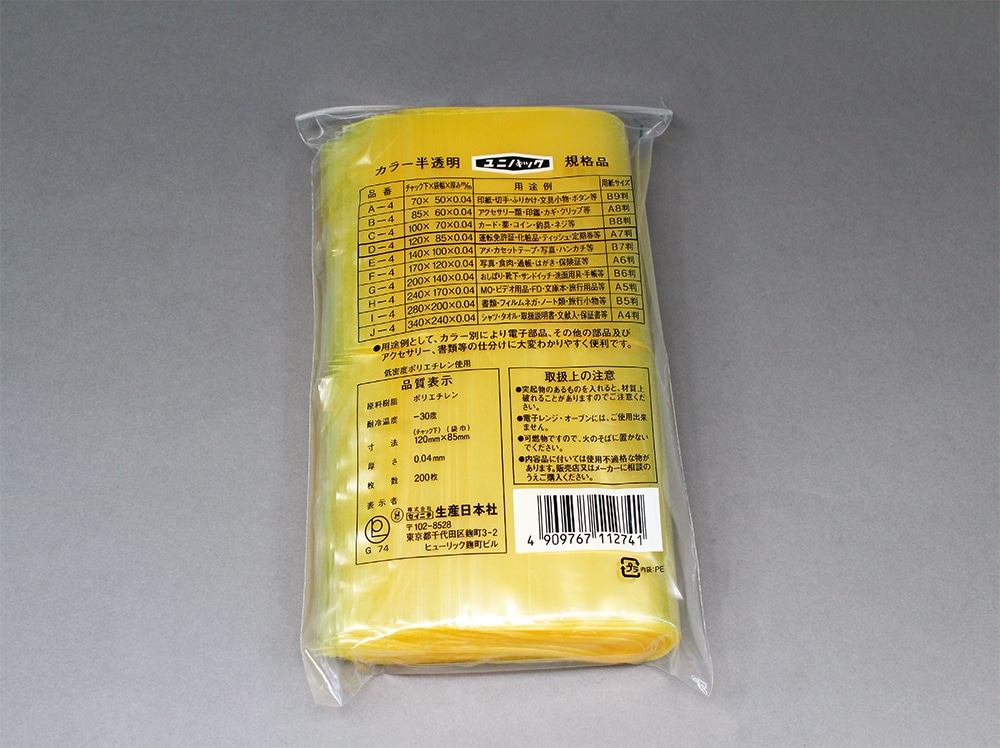 カラー半透明 ユニパック 規格品
品番 チャック下×袋幅×厚み㎜ 用途例 用紙サイズ
A－4 70× 50×0.04 印紙・切手・ふりかけ・文具小物・ボタン等 B9判
B－4 85× 60×0.04 アクセサリー類・印鑑・カギ・クリップ等 A8判
C－4 100× 70×0.04 カード・薬・コイン・釣具・ネジ等 B8判
D－4 120× 85×0.04 運転免許証・化粧品・ティッシュ・定期券等 A7判
E－4 140×100×0.04 アメ・カセットテープ・写真・ハンカチ等 B7判
F－4 170×120×0.04 写真・食肉・通帳・はがき・保険証等 A6判
G－4 200×140×0.04 おしぼり・靴下・サンドイッチ・洗面用具・手帳等 B6判
H－4 240×170×0.04 MO・ビデオ用品・FD・文庫本・旅行用品等 A5判
I－4 280×200×0.04 書類・フィルムネガ・ノート類・旅行小物等 B5判
J－4 340×240×0.04 シャツ・タオル・取扱説明書・文献入・保証書等 A4判
●用途例として、カラー別により電子部品、その他の部品及び
アクセサリー、書類等の仕分けに大変わかりやすく便利です。
低密度ポリエチレン使用
品質表示
原料樹脂 ポリエチレン
耐冷温度 －30度
(チャック下) (袋巾)
寸法 120mm×85mm
厚さ 0.04mm
枚数 200枚
表示者
株式会社 セイニチ 生産日本社
〒102-8528
東京都千代田区麹町3-2
ヒューリック麹町ビル
G 74
取扱上の注意
●突起物のあるものを入れると、材質上
破れることがありますのでご注意くだ
さい。
●電子レンジ・オーブンには、ご使用出来
ません。
●可燃物ですので、火のそばに置かない
でください。
●内容品に付いては使用不適格な物が
あります。販売店又はメーカーに相談の
うえご購入ください。
4 909767 112741
プラ 内袋:PE